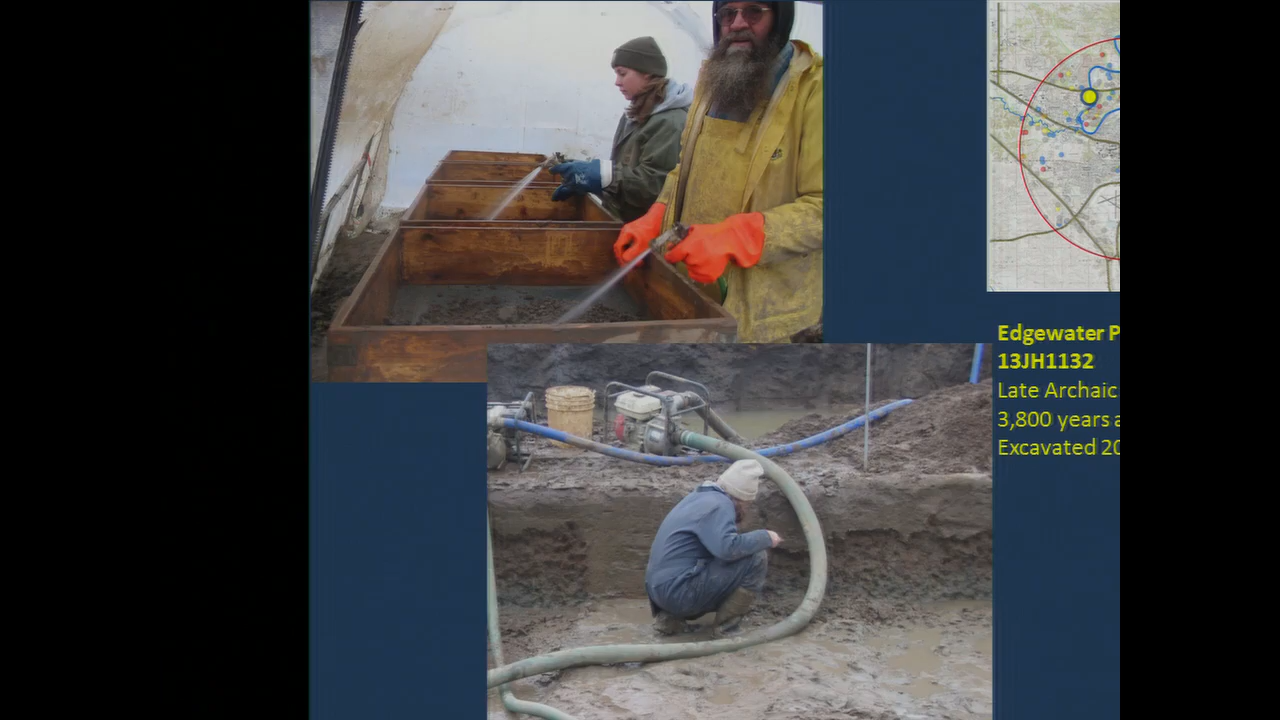 Edgewater P
13JH1132
Late Archaic
3,800 years a
Excavated 20